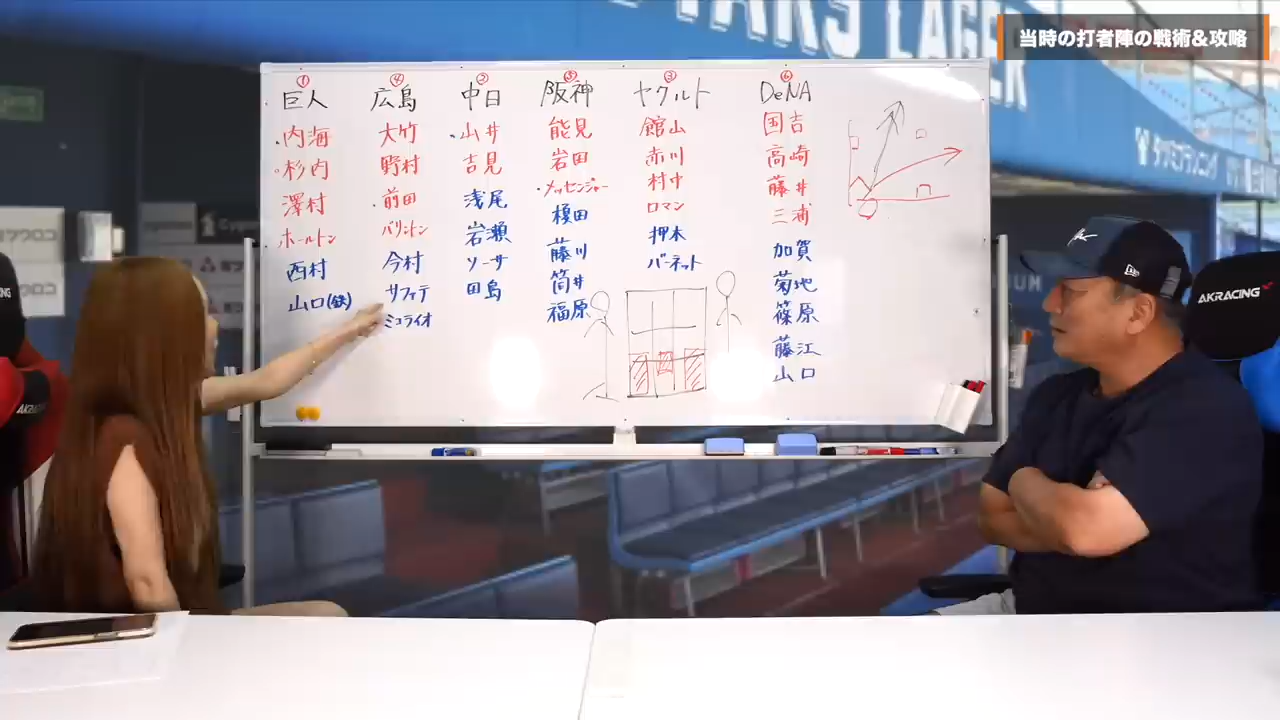 当時の打者陣の戦術&攻略
TARS LAGER
① ④ ② ⑤ ③ ⑥
巨人 広島 中日 阪神 ヤクルト DeNA
内海 大竹 山井 能見 館山 国吉
杉内 野村 吉見 岩田 赤川 高崎
澤村 前田 浅尾 メッセンジャー 村中 藤井
ホールトン バリントン 岩瀬 榎田 ロマン 三浦
西村 今村 ソーサ 藤川 押本 加賀
山口(鉄) サファテ 田島 筒井 バーネット 菊地
ミコライオ 福原 篠原
藤江
山口
AKRACING